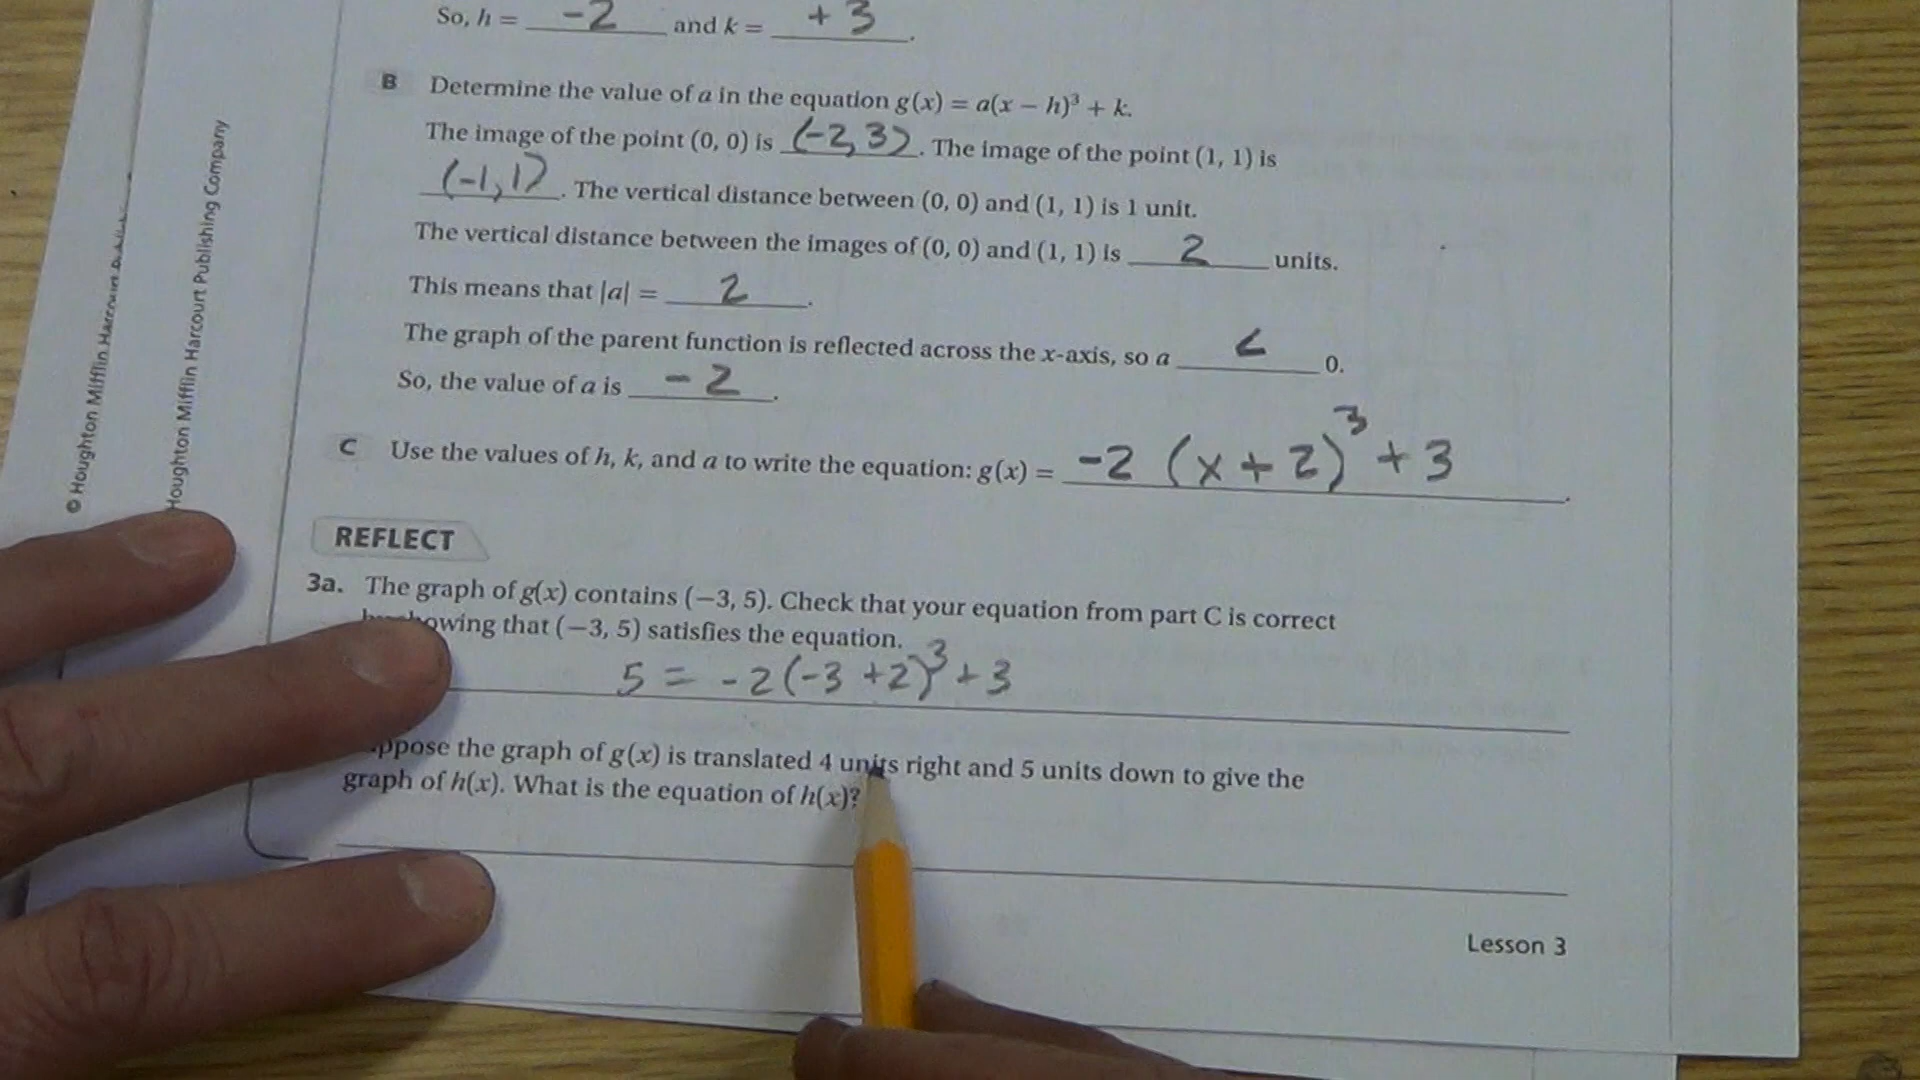 So, h = -2 and k = +3.
B Determine the value of a in the equation g(x) = a(x − h)³ + k.
The image of the point (0, 0) is (-2,3). The image of the point (1, 1) is
(-1,1). The vertical distance between (0, 0) and (1, 1) is 1 unit.
The vertical distance between the images of (0, 0) and (1, 1) is 2 units.
This means that |a| = 2.
The graph of the parent function is reflected across the x-axis, so a < 0.
So, the value of a is -2.
C Use the values of h, k, and a to write the equation: g(x) = -2 (x+2)³ + 3.
REFLECT
3a. The graph of g(x) contains (−3, 5). Check that your equation from part C is correct
that (−3, 5) satisfies the equation.
5 = -2(-3+2)³+3
the graph of g(x) is translated 4 units right and 5 units down to give the
graph of h(x). What is the equation of h(x)?
Lesson 3
© Houghton Mifflin
Houghton Mifflin Harcourt Publishing Company